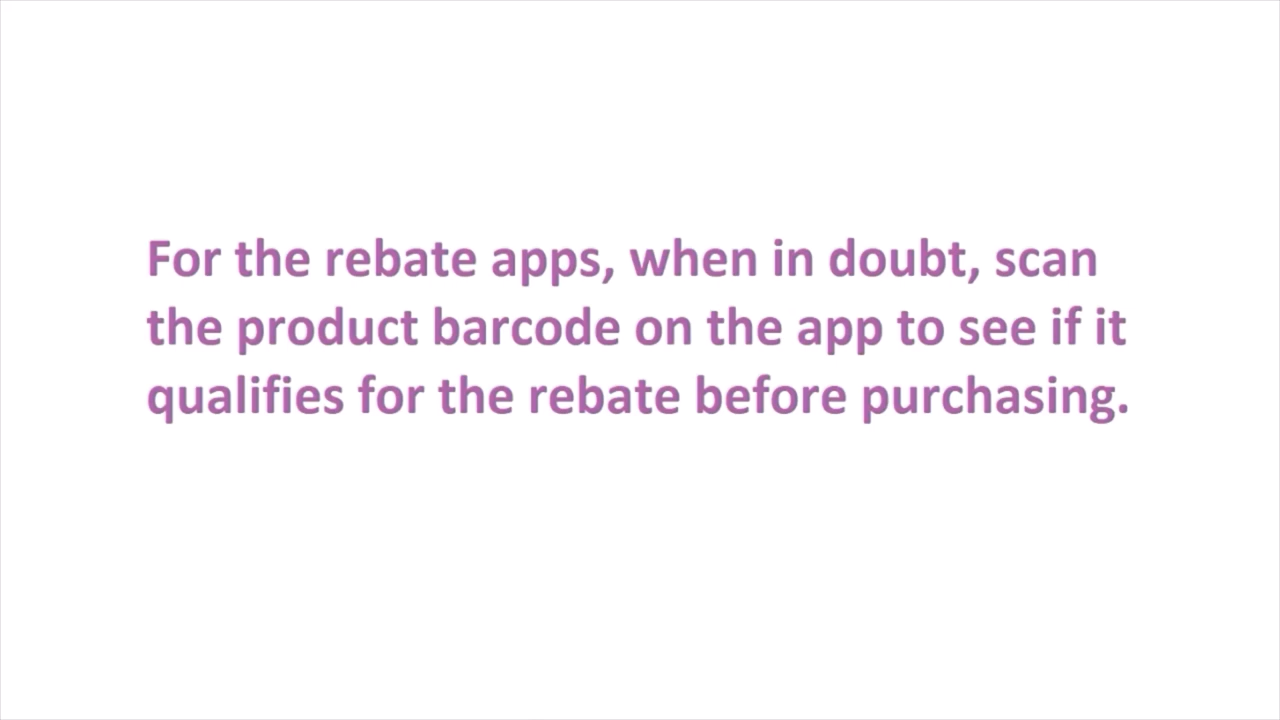 For the rebate apps, when in doubt, scan
the product barcode on the app to see if it
qualifies for the rebate before purchasing.